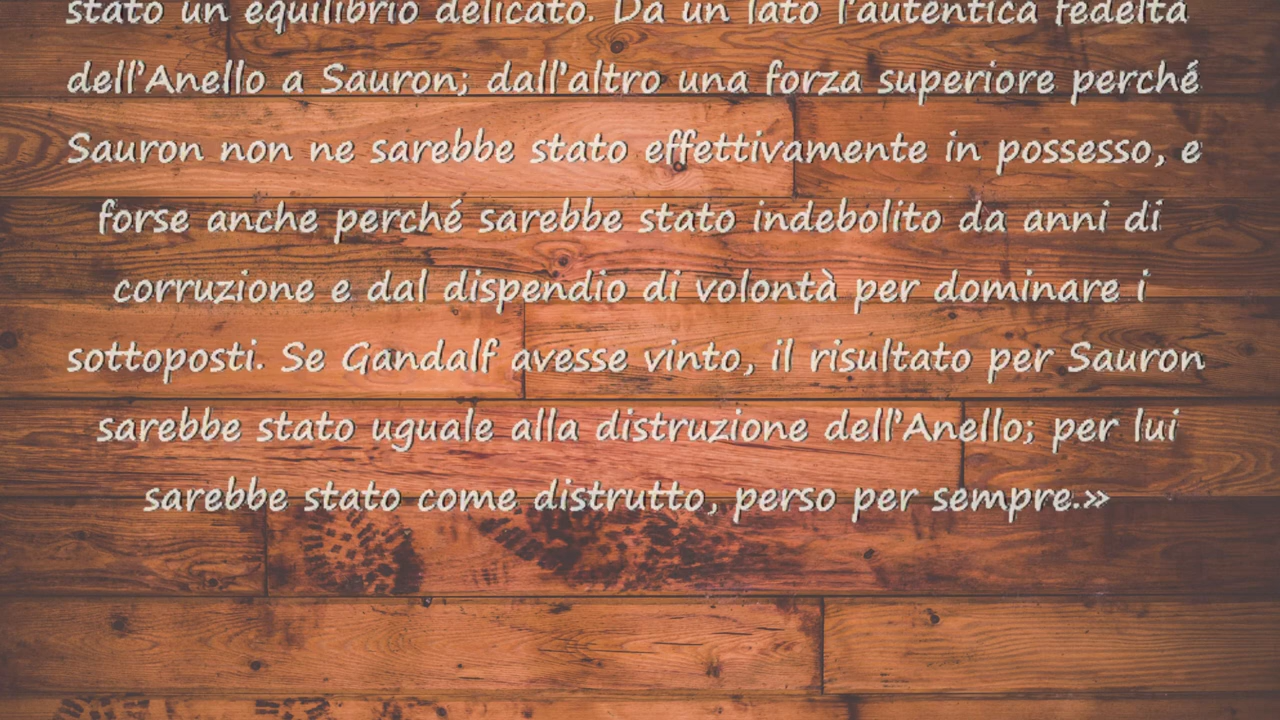 stato un equilibrio delicato. Da un lato l'autentica fedeltà
dell'Anello a Sauron; dall'altro una forza superiore perché
Sauron non ne sarebbe stato effettivamente in possesso, e
forse anche perché sarebbe stato indebolito da anni di
corruzione e dal dispendio di volontà per dominare i
sottoposti. Se Gandalf avesse vinto, il risultato per Sauron
sarebbe stato uguale alla distruzione dell'Anello; per lui
sarebbe stato come distrutto, perso per sempre.»